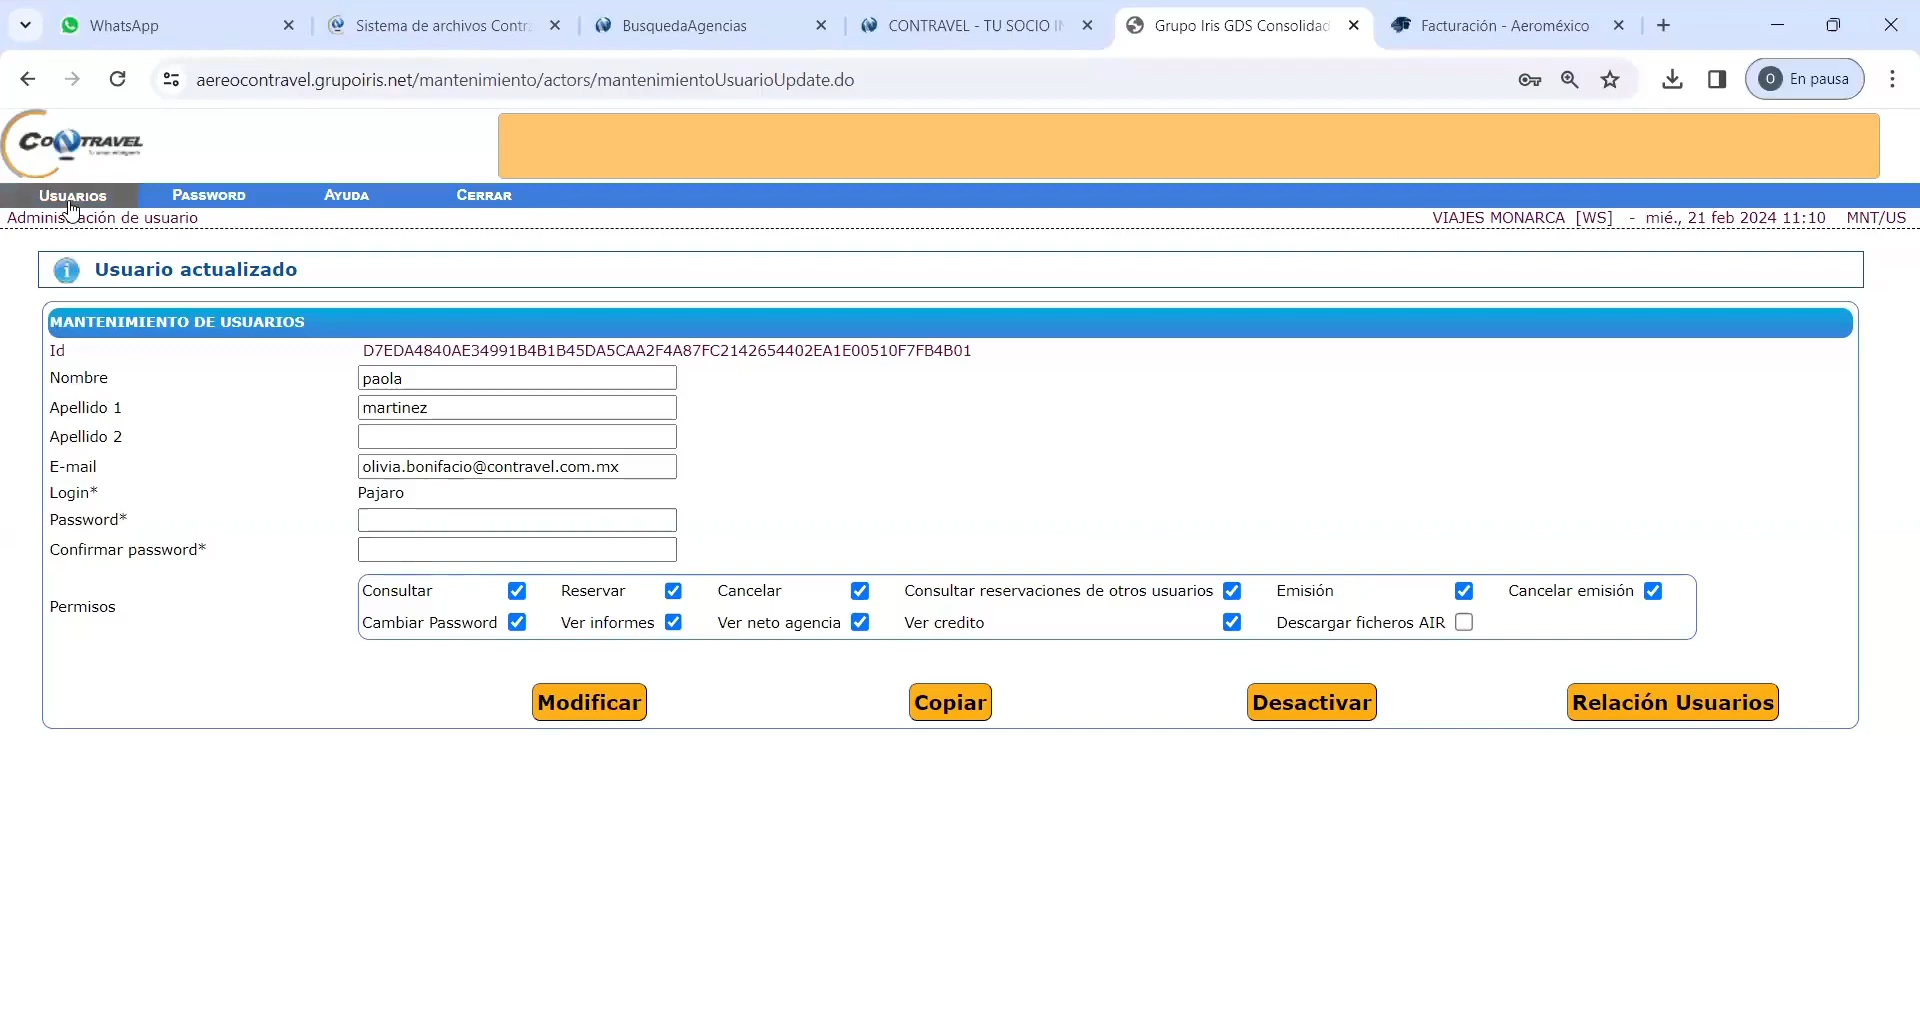 WhatsApp
Sistema de archivos Contr
BusquedaAgencias
CONTRAVEL - TU SOCIO IN
Grupo Iris GDS Consolidad
Facturación - Aeroméxico
aereocontravel.grupoiris.net/mantenimiento/actors/mantenimientoUsuarioUpdate.do
O En pausa
CONTRAVEL
USUARIOS PASSWORD AYUDA CERRAR
Administración de usuario VIAJES MONARCA [WS] - mié., 21 feb 2024 11:10 MNT/US
i Usuario actualizado
MANTENIMIENTO DE USUARIOS
Id D7EDA4840AE34991B4B1B45DA5CAA2F4A87FC2142654402EA1E00510F7FB4B01
Nombre paola
Apellido 1 martinez
Apellido 2
E-mail olivia.bonifacio@contravel.com.mx
Login* Pajaro
Password*
Confirmar password*
Permisos
Consultar Reservar Cancelar Consultar reservaciones de otros usuarios Emisión Cancelar emisión
Cambiar Password Ver informes Ver neto agencia Ver credito Descargar ficheros AIR
Modificar Copiar Desactivar Relación Usuarios